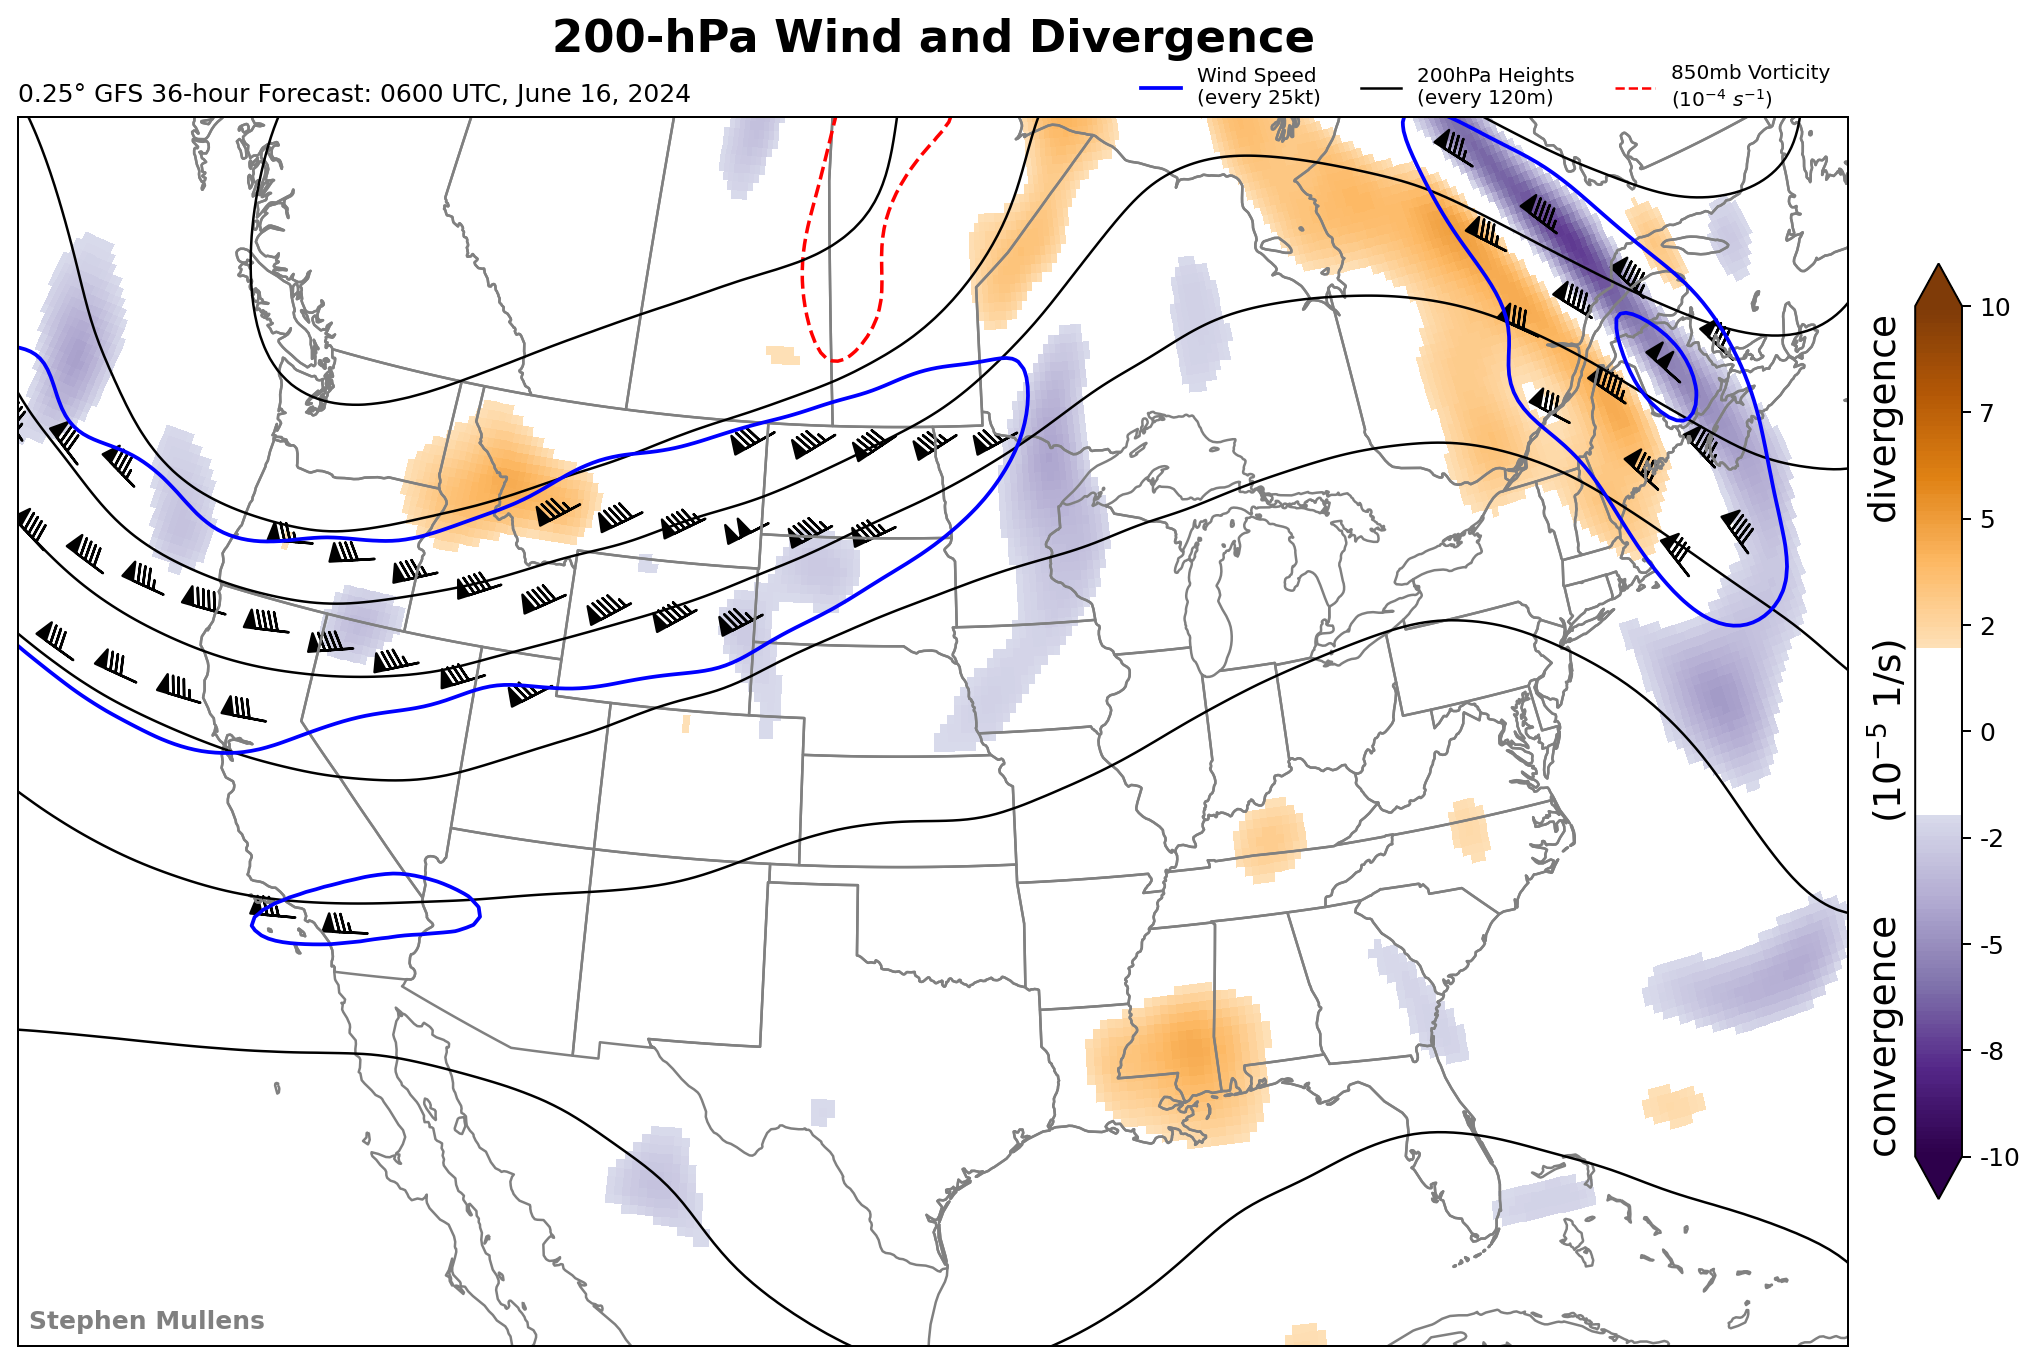 200-hPa Wind and Divergence
0.25° GFS 36-hour Forecast: 0600 UTC, June 16, 2024
Wind Speed
(every 25kt)
200hPa Heights
(every 120m)
850mb Vorticity
(10⁻⁴ s⁻¹)
10
7
5
2
0
-2
-5
-8
-10
convergence (10⁻⁵ 1/s) divergence
Stephen Mullens